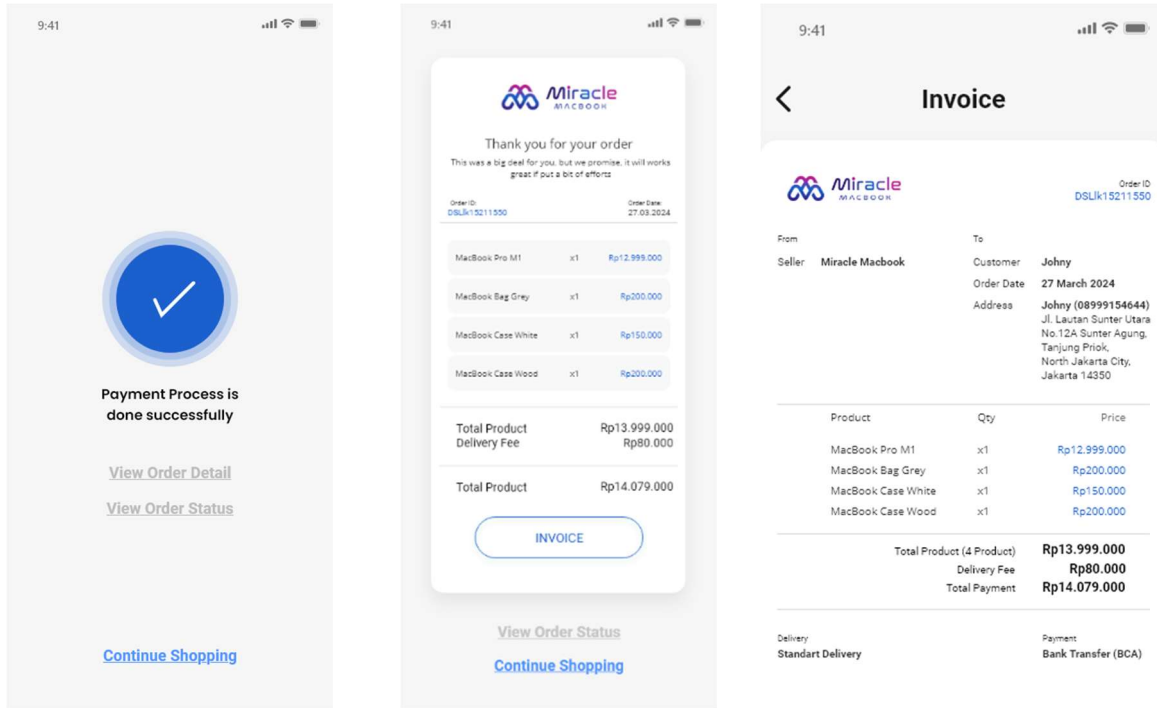 9:41
Payment Process is
done successfully
View Order Detail
View Order Status
Continue Shopping
9:41
Miracle
MACBOOK
Thank you for your order
This was a big deal for you, but we promise, it will works
great if put a bit of efforts
Order ID:
DSLlk15211550
Order Date:
27.03.2024
MacBook Pro M1 x1 Rp12.999.000
MacBook Bag Grey x1 Rp200.000
MacBook Case White x1 Rp150.000
MacBook Case Wood x1 Rp200.000
Total Product Rp13.999.000
Delivery Fee Rp80.000
Total Product Rp14.079.000
INVOICE
View Order Status
Continue Shopping
9:41
Invoice
Miracle
MACBOOK
Order ID
DSLlk15211550
From
Seller Miracle Macbook
To
Customer Johny
Order Date 27 March 2024
Address Johny (08999154644)
Jl. Lautan Sunter Utara
No.12A Sunter Agung,
Tanjung Priok,
North Jakarta City,
Jakarta 14350
Product Qty Price
MacBook Pro M1 x1 Rp12.999.000
MacBook Bag Grey x1 Rp200.000
MacBook Case White x1 Rp150.000
MacBook Case Wood x1 Rp200.000
Total Product (4 Product) Rp13.999.000
Delivery Fee Rp80.000
Total Payment Rp14.079.000
Delivery
Standart Delivery
Payment
Bank Transfer (BCA)